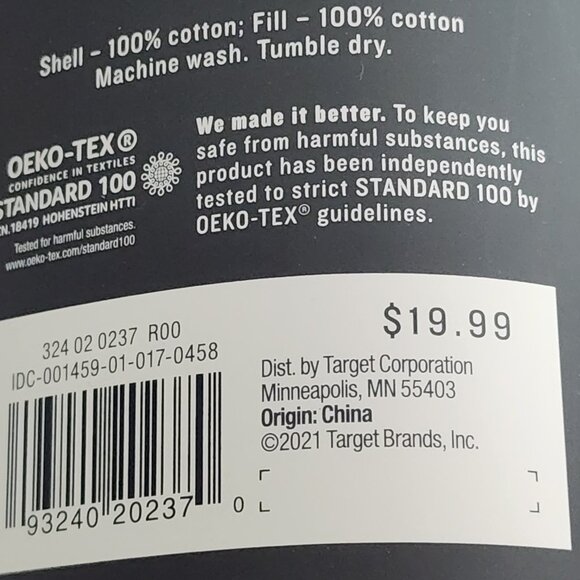 Shell – 100% cotton; Fill – 100% cotton
Machine wash. Tumble dry.
OEKO-TEX®
CONFIDENCE IN TEXTILES
STANDARD 100
CN.18419 HOHENSTEIN HTTI
Tested for harmful substances.
www.oeko-tex.com/standard100
We made it better. To keep you
safe from harmful substances, this
product has been independently
tested to strict STANDARD 100 by
OEKO-TEX® guidelines.
324 02 0237 R00
IDC-001459-01-017-0458
93240 20237 0
$19.99
Dist. by Target Corporation
Minneapolis, MN 55403
Origin: China
©2021 Target Brands, Inc.